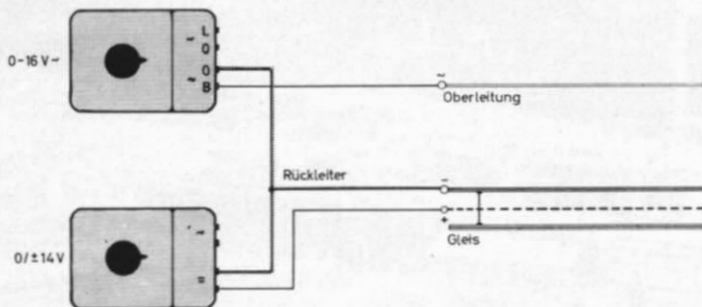 L
0
0-16 V~
~
0
~
B
~
Oberleitung
Rückleiter
–
+
Gleis
0/±14 V
=